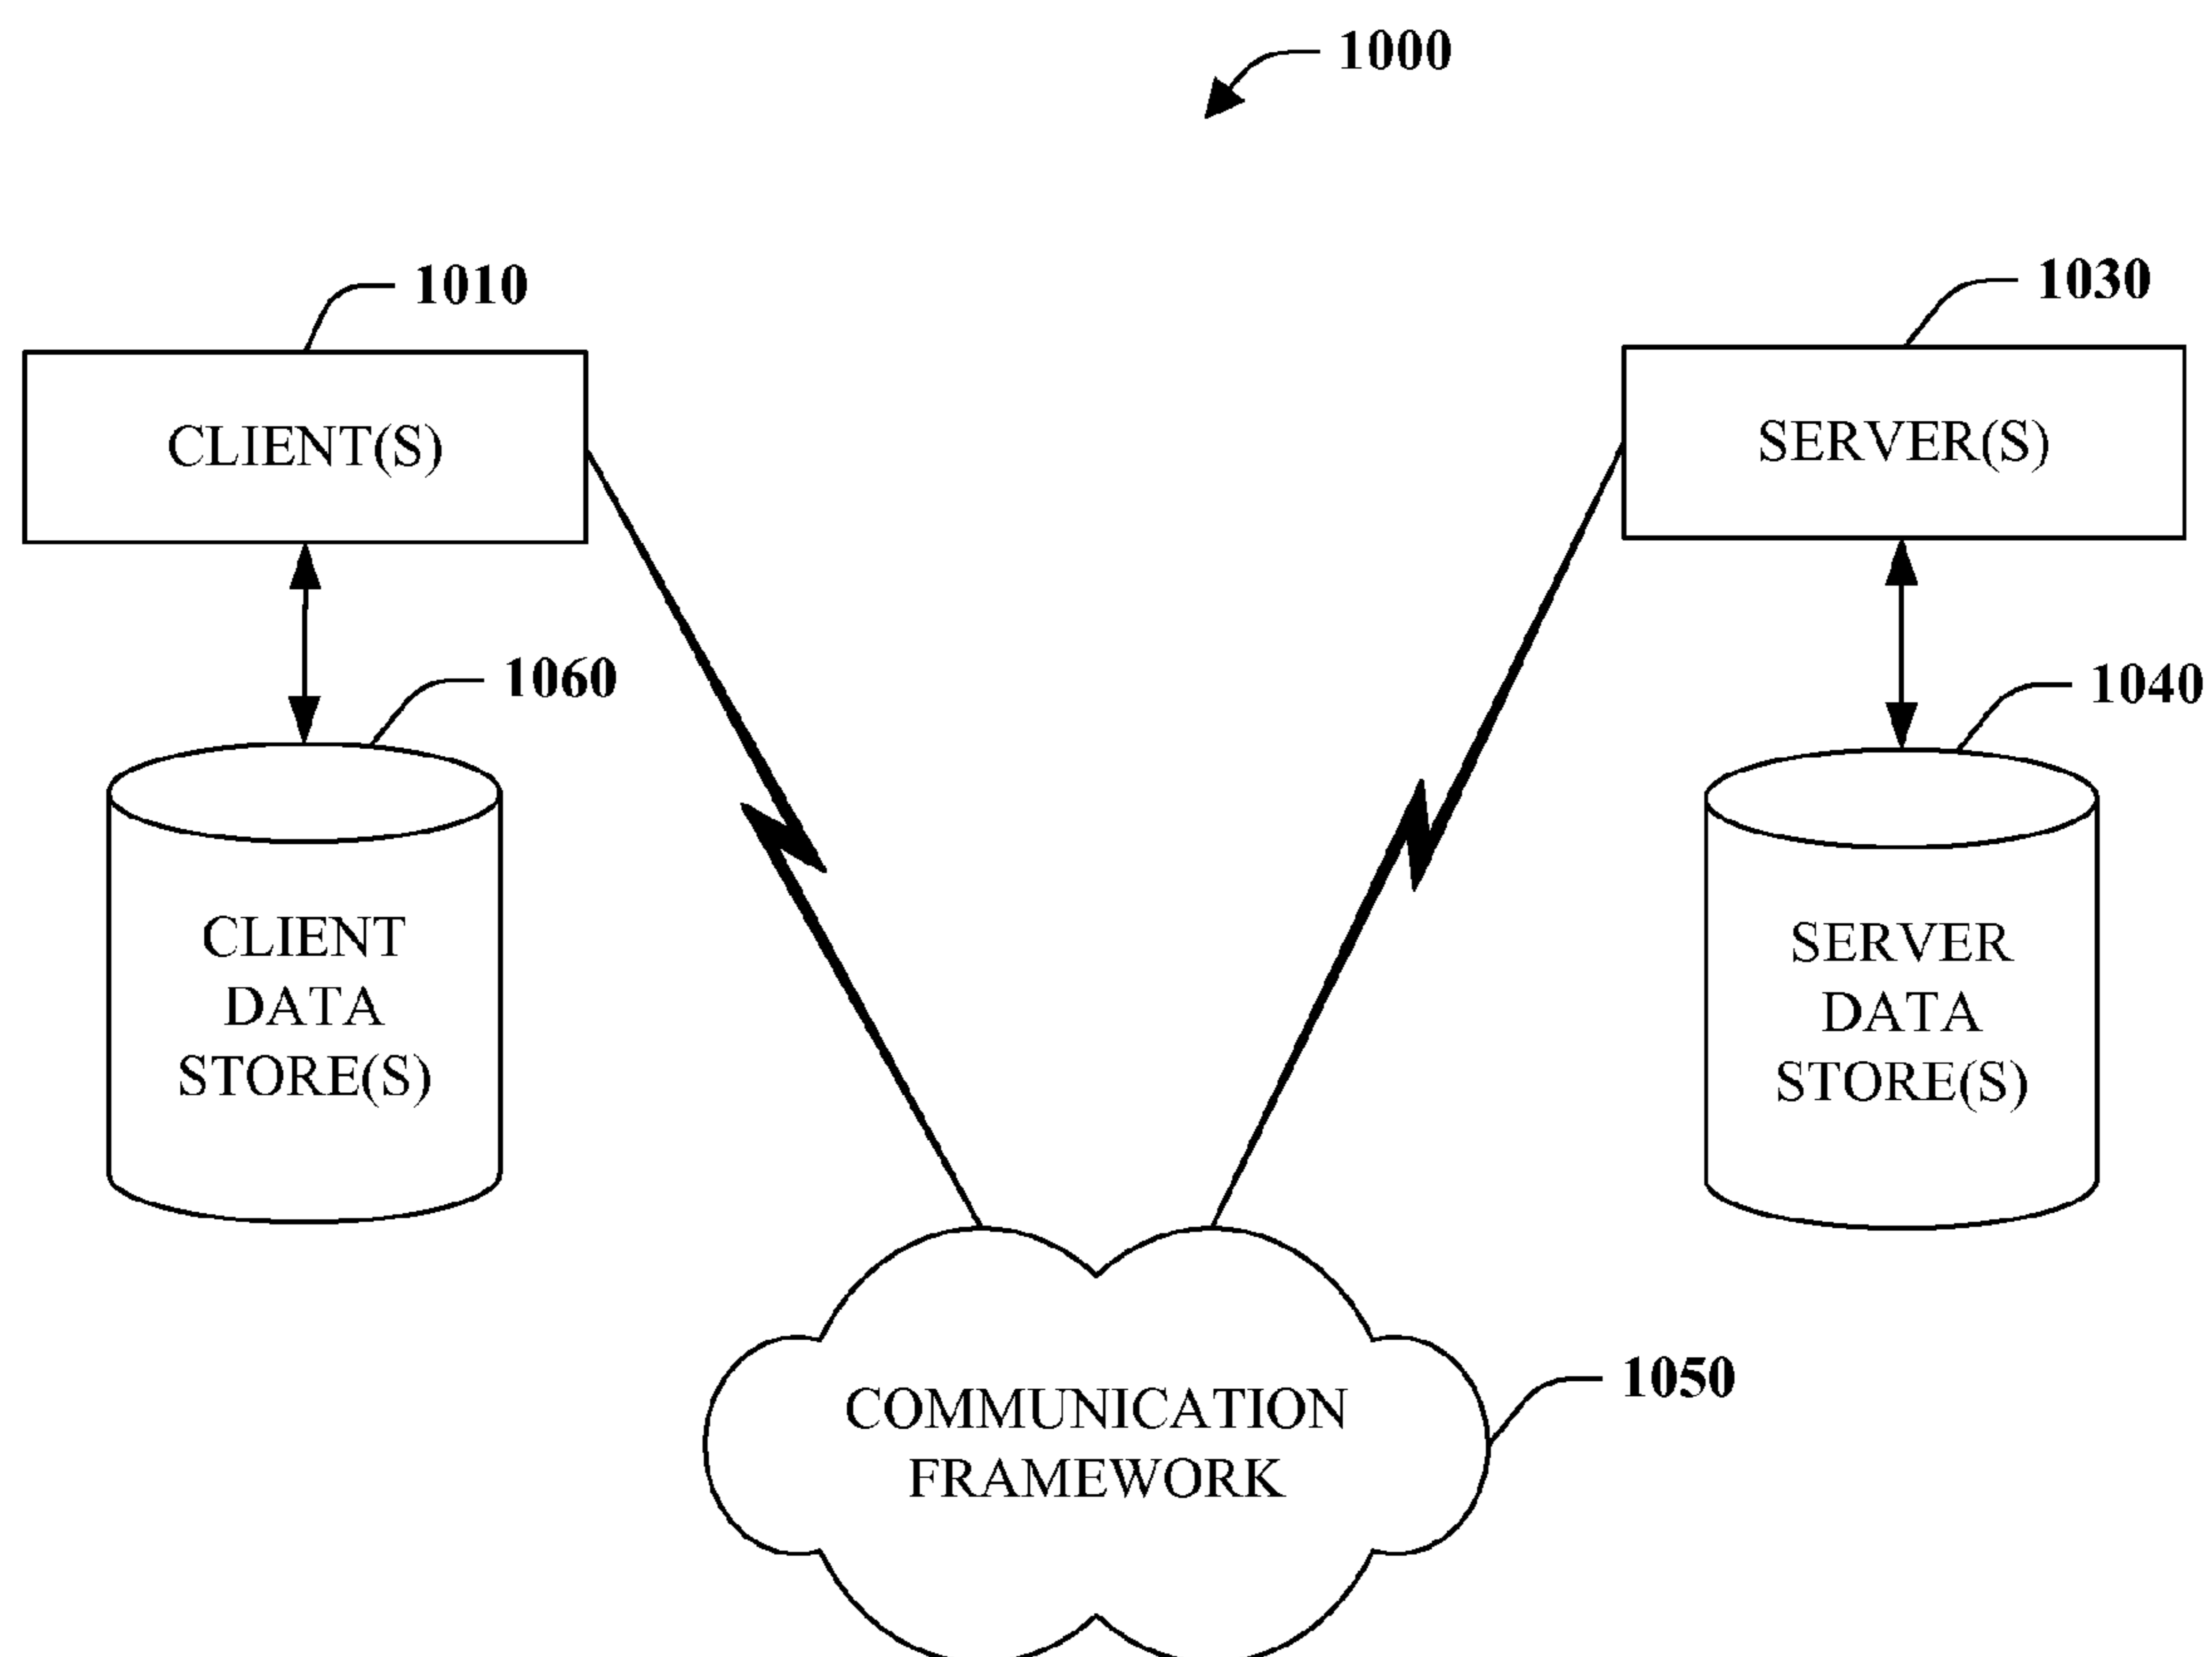 1000
1010
1030
CLIENT(S)
SERVER(S)
1060
1040
CLIENT
DATA
STORE(S)
SERVER
DATA
STORE(S)
COMMUNICATION
FRAMEWORK
1050